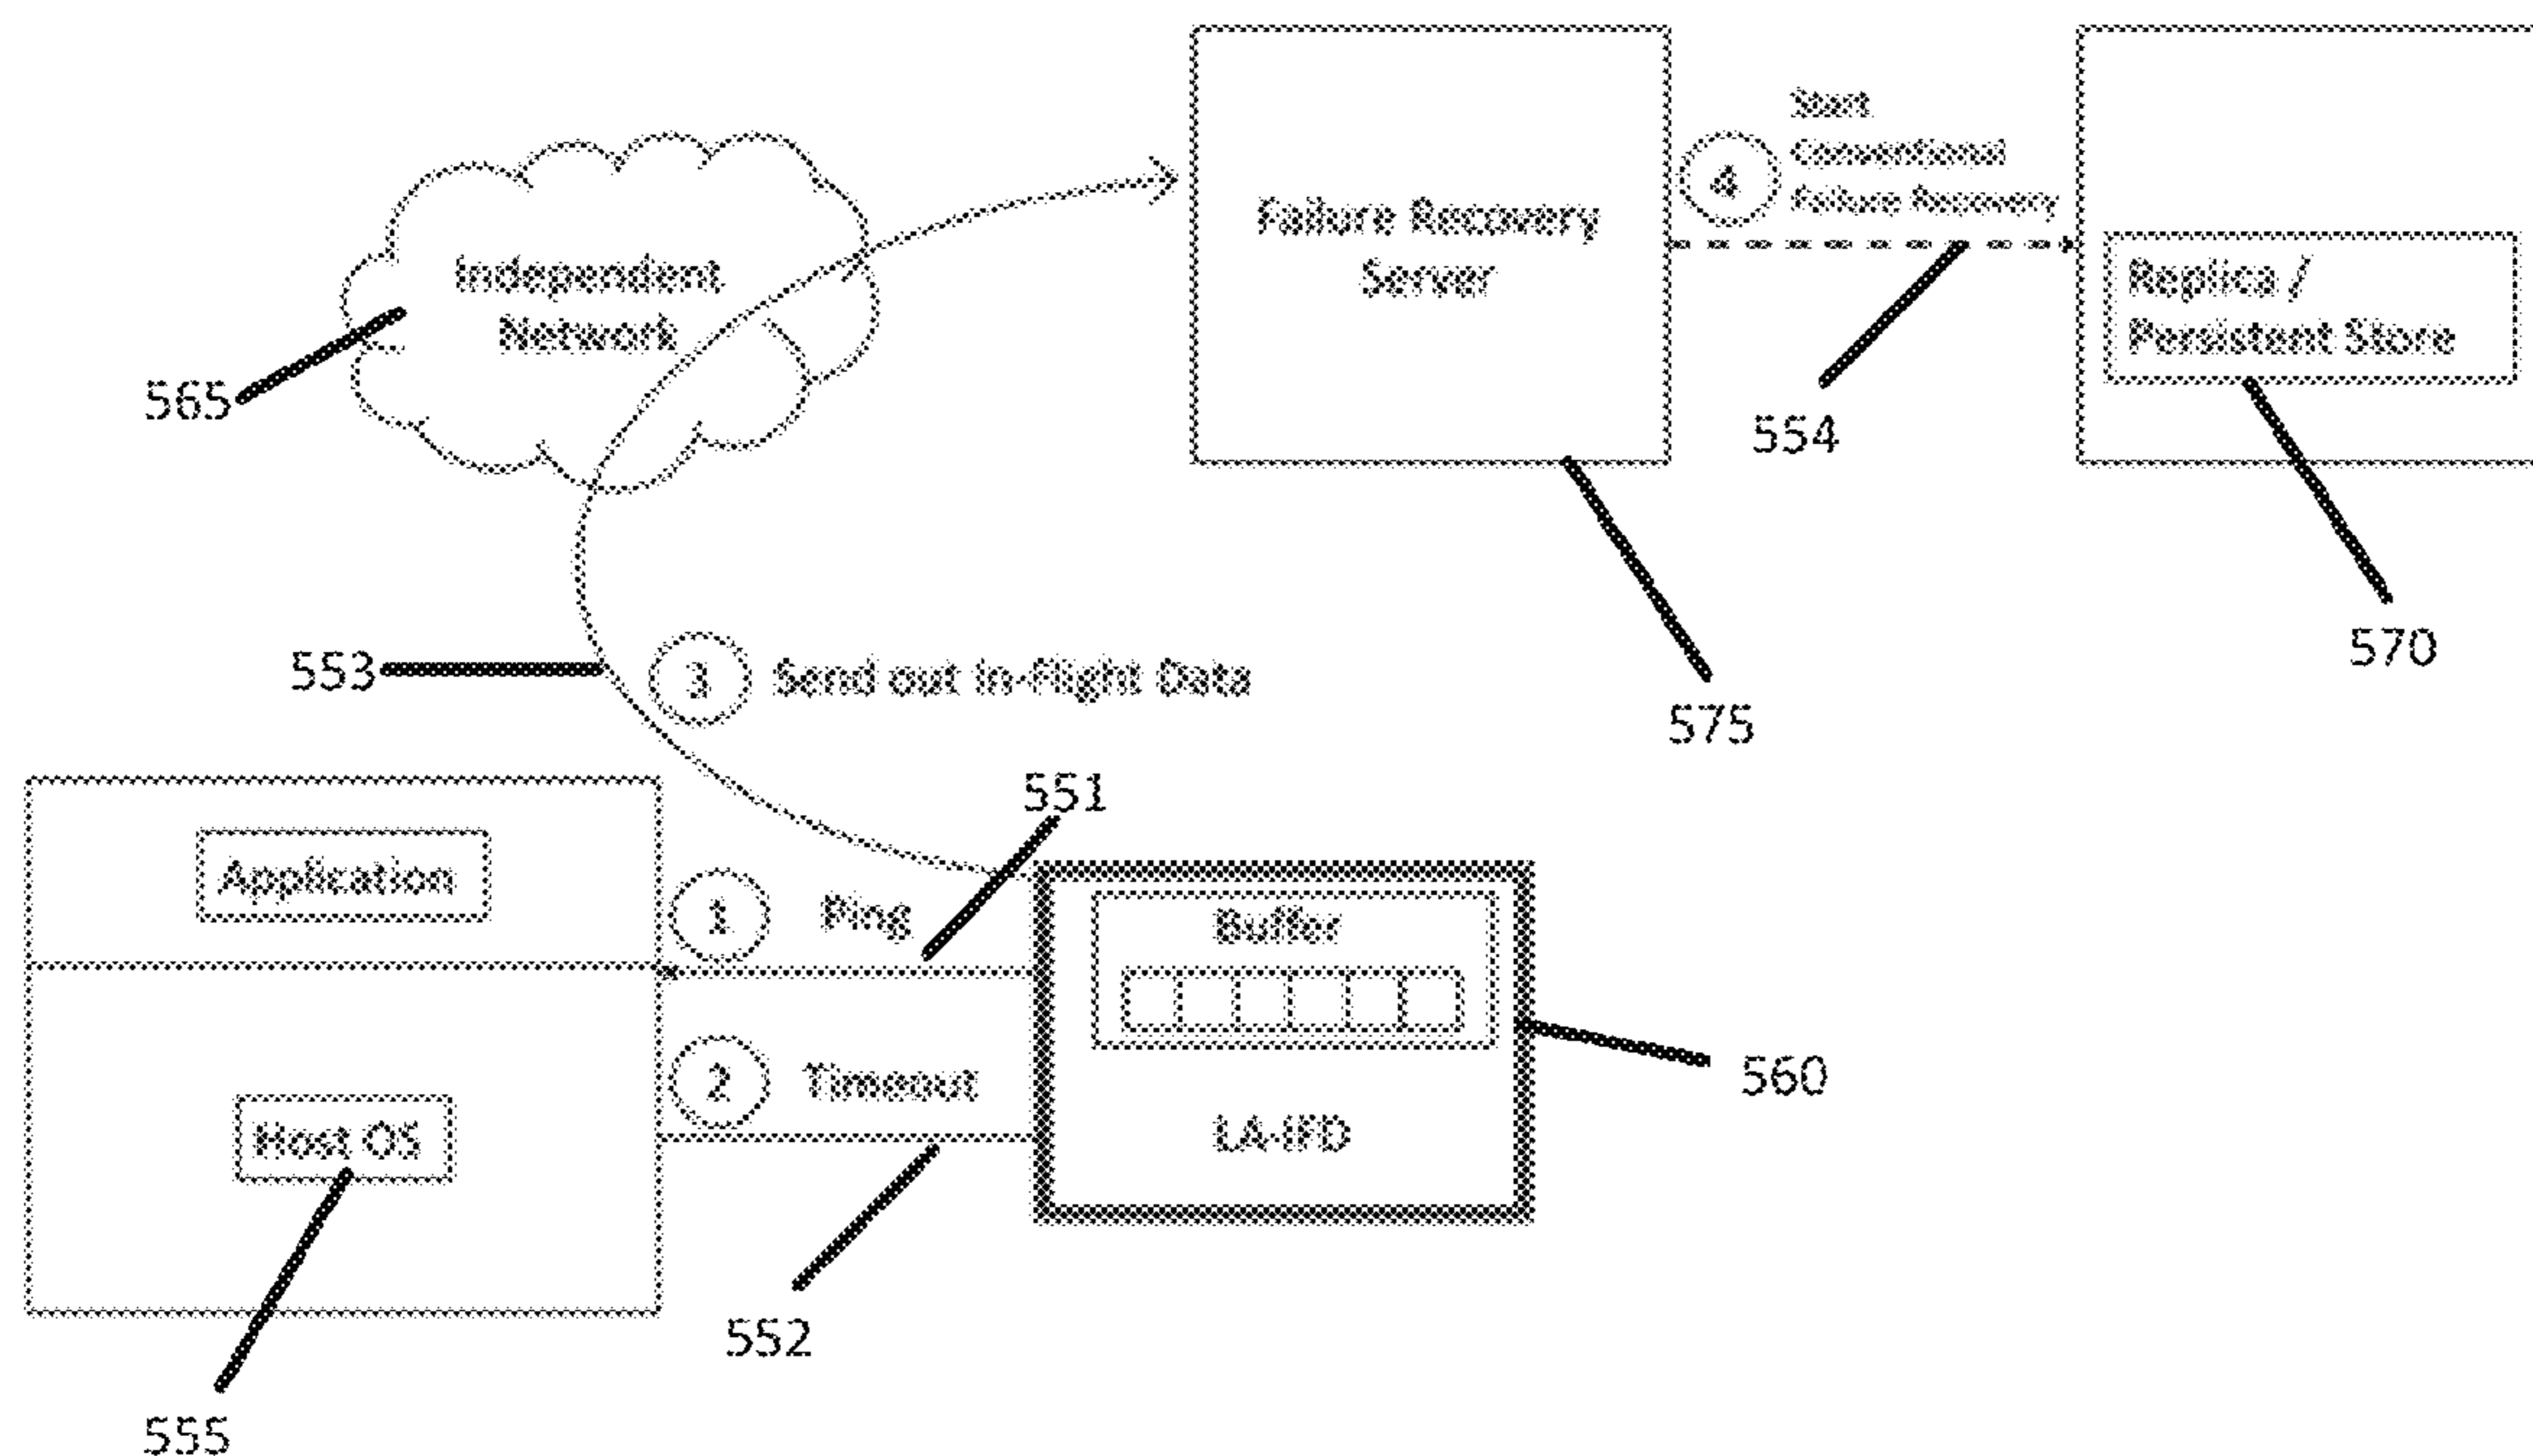 Start
Conventional
Failure Recovery
4
Failure Recovery
Server
Independent
Network
Replica /
Persistent Store
565
554
570
553
3 Send out In-Flight Data
575
551
Application
1 Ping
Buffer
2 Timeout
560
Host OS
LA-IFD
552
555